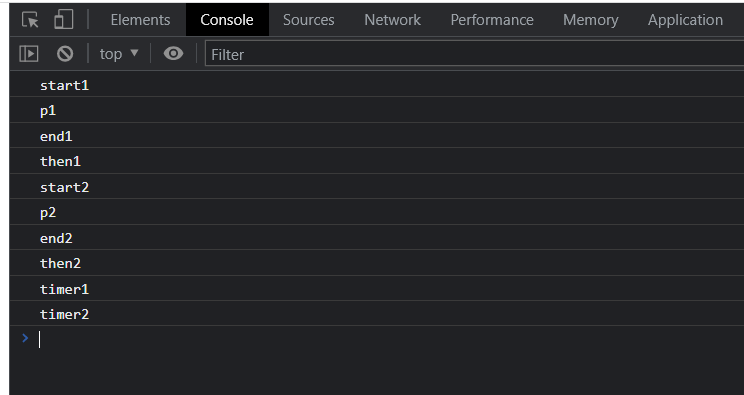 Elements Console Sources Network Performance Memory Application
top Filter
start1
p1
end1
then1
start2
p2
end2
then2
timer1
timer2